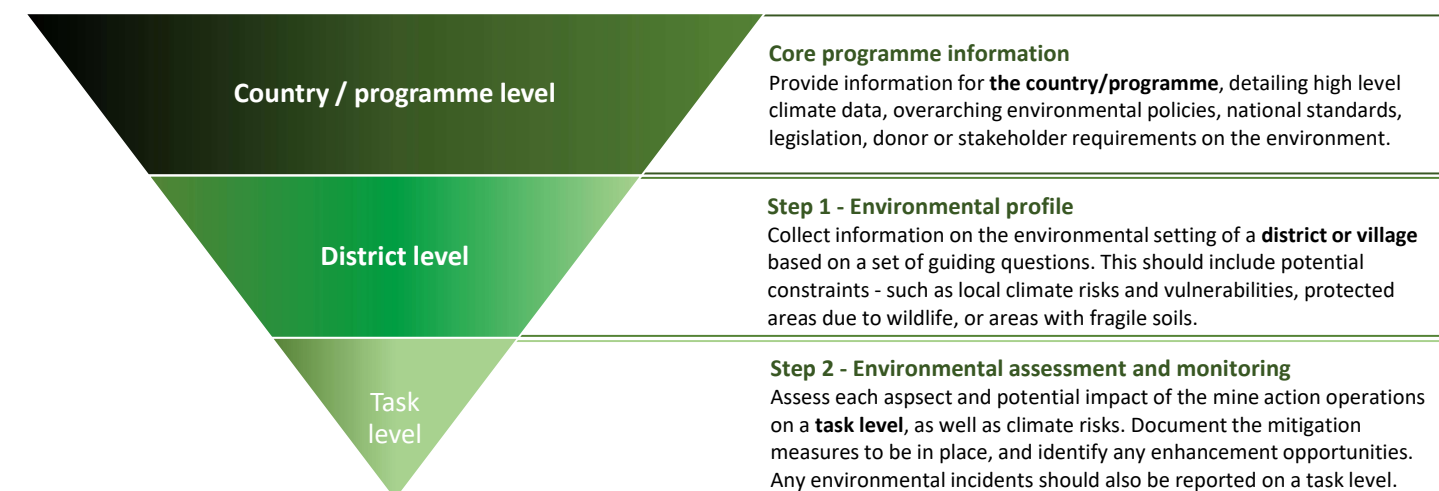 Country / programme level
Core programme information
Provide information for the country/programme, detailing high level
climate data, overarching environmental policies, national standards,
legislation, donor or stakeholder requirements on the environment.
District level
Step 1 - Environmental profile
Collect information on the environmental setting of a district or village
based on a set of guiding questions. This should include potential
constraints - such as local climate risks and vulnerabilities, protected
areas due to wildlife, or areas with fragile soils.
Task
level
Step 2 - Environmental assessment and monitoring
Assess each aspsect and potential impact of the mine action operations
on a task level, as well as climate risks. Document the mitigation
measures to be in place, and identify any enhancement opportunities.
Any environmental incidents should also be reported on a task level.